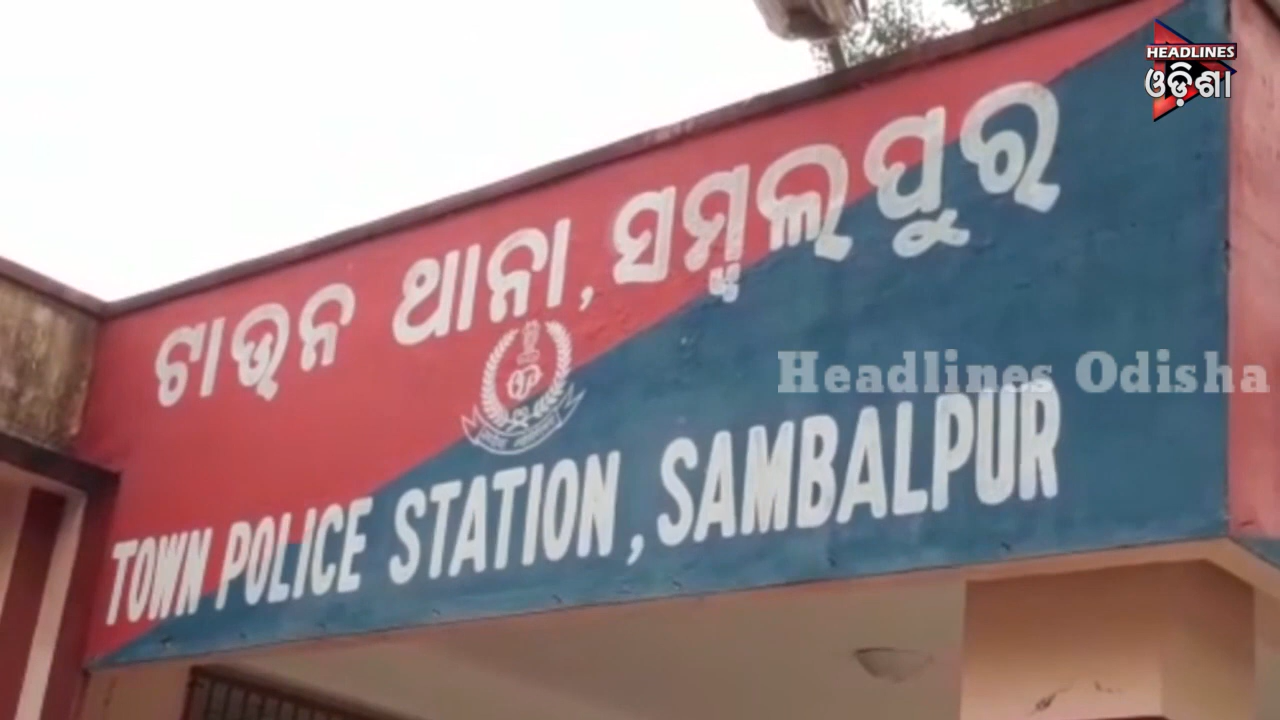 HEADLINES
ଓଡ଼ିଶା
ଟାଉନ ଥାନା, ସମ୍ବଲପୁର
Headlines Odisha
TOWN POLICE STATION, SAMBALPUR